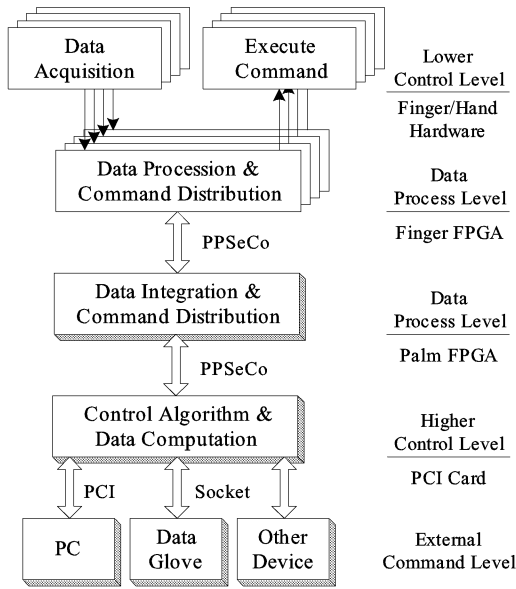 Data
Acquisition
Execute
Command
Lower
Control Level
Finger/Hand
Hardware
Data Procession &
Command Distribution
Data
Process Level
Finger FPGA
PPSeCo
Data Integration &
Command Distribution
Data
Process Level
Palm FPGA
PPSeCo
Control Algorithm &
Data Computation
Higher
Control Level
PCI Card
PCI
Socket
PC
Data
Glove
Other
Device
External
Command Level